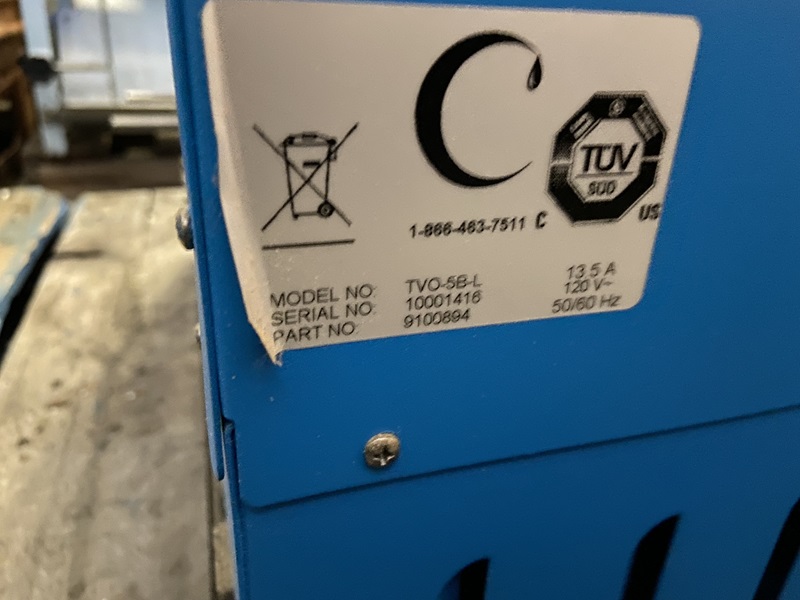 TÜV
SÜD
1-866-463-7511 C US
MODEL NO: TVO-5B-L 13.5 A
SERIAL NO: 10001416 120 V~
PART NO: 9100894 50/60 Hz